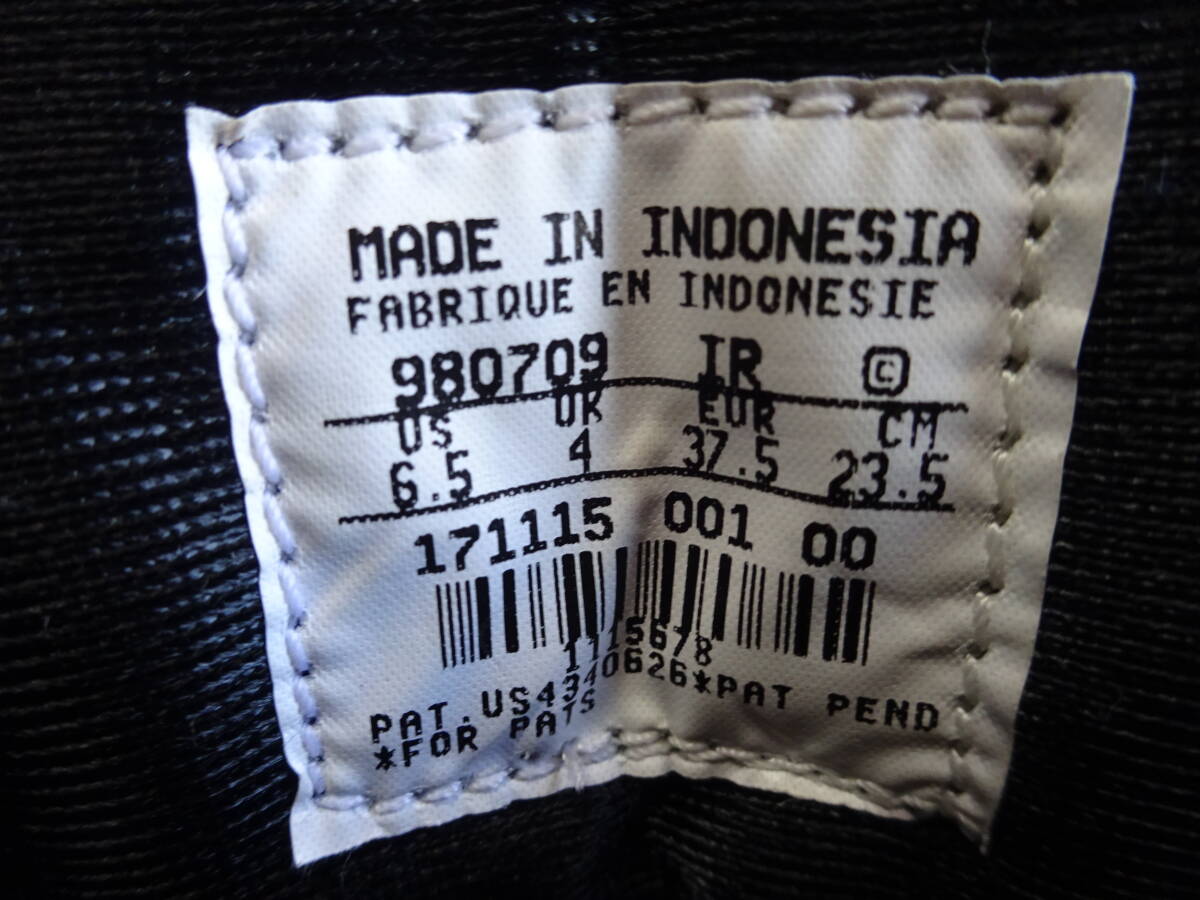 MADE IN INDONESIA
FABRIQUE EN INDONESIE
980709 IR ©
US UK EUR CM
6.5 4 37.5 23.5
171115 001 00
PAT.US4340626*PAT PEND
*FOR PATS